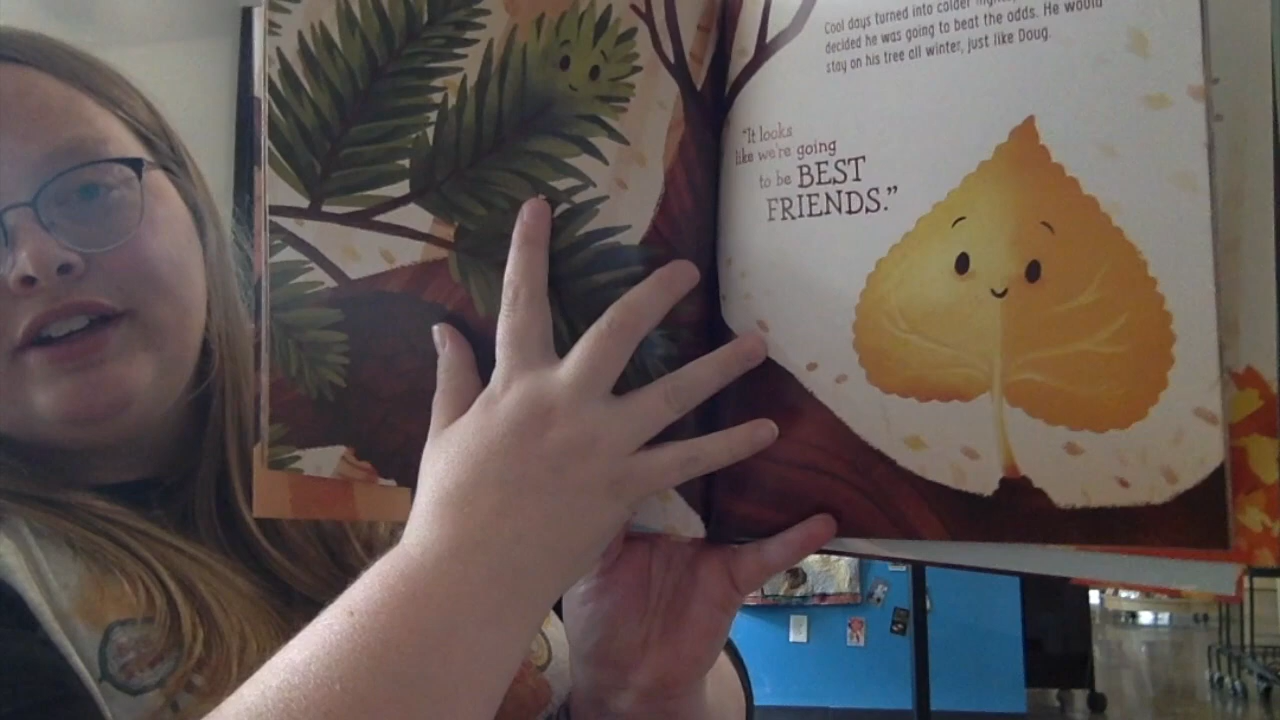 Cool days turned into colder
decided he was going to beat the odds. He would
stay on his tree all winter, just like Doug.
"It looks
like we're going
to be BEST
FRIENDS."